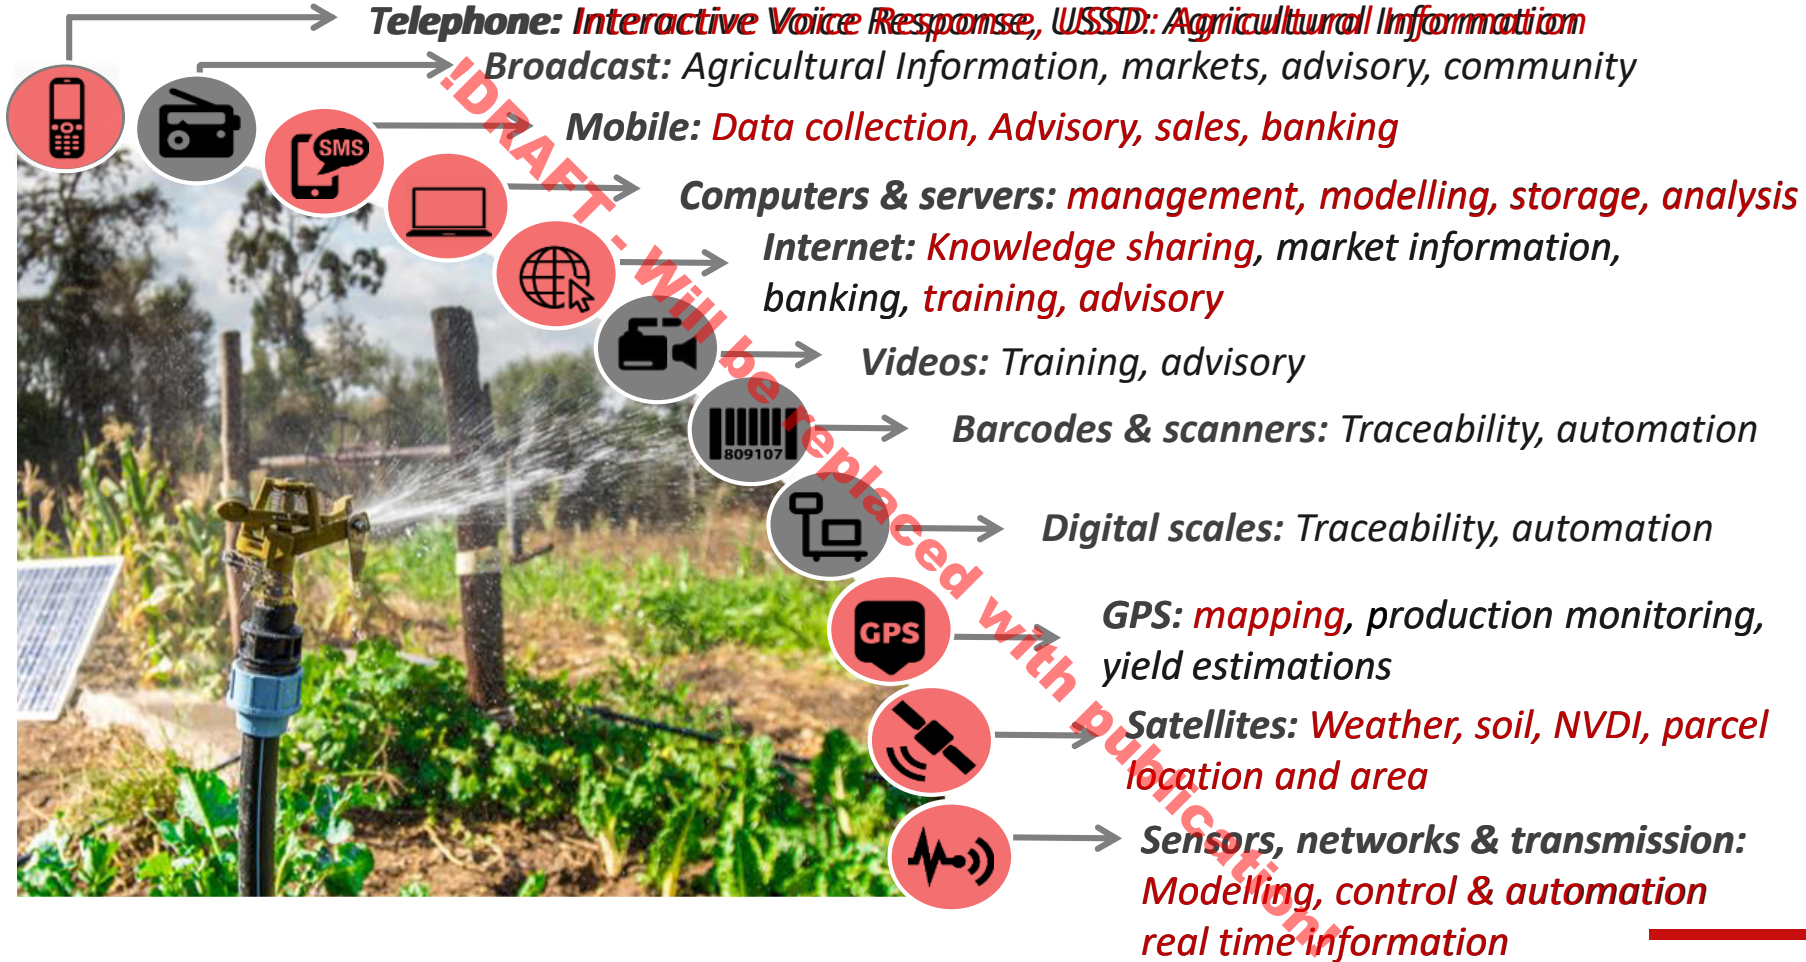 Telephone: Interactive Voice Response, USSD: Agricultural Information
Broadcast: Agricultural Information, markets, advisory, community
Mobile: Data collection, Advisory, sales, banking
SMS
Computers & servers: management, modelling, storage, analysis
Internet: Knowledge sharing, market information,
banking, training, advisory
Videos: Training, advisory
Barcodes & scanners: Traceability, automation
809107
Digital scales: Traceability, automation
GPS: mapping, production monitoring,
yield estimations
GPS
Satellites: Weather, soil, NVDI, parcel
location and area
Sensors, networks & transmission:
Modelling, control & automation
real time information
!DRAFT - Will be replaced with publication!